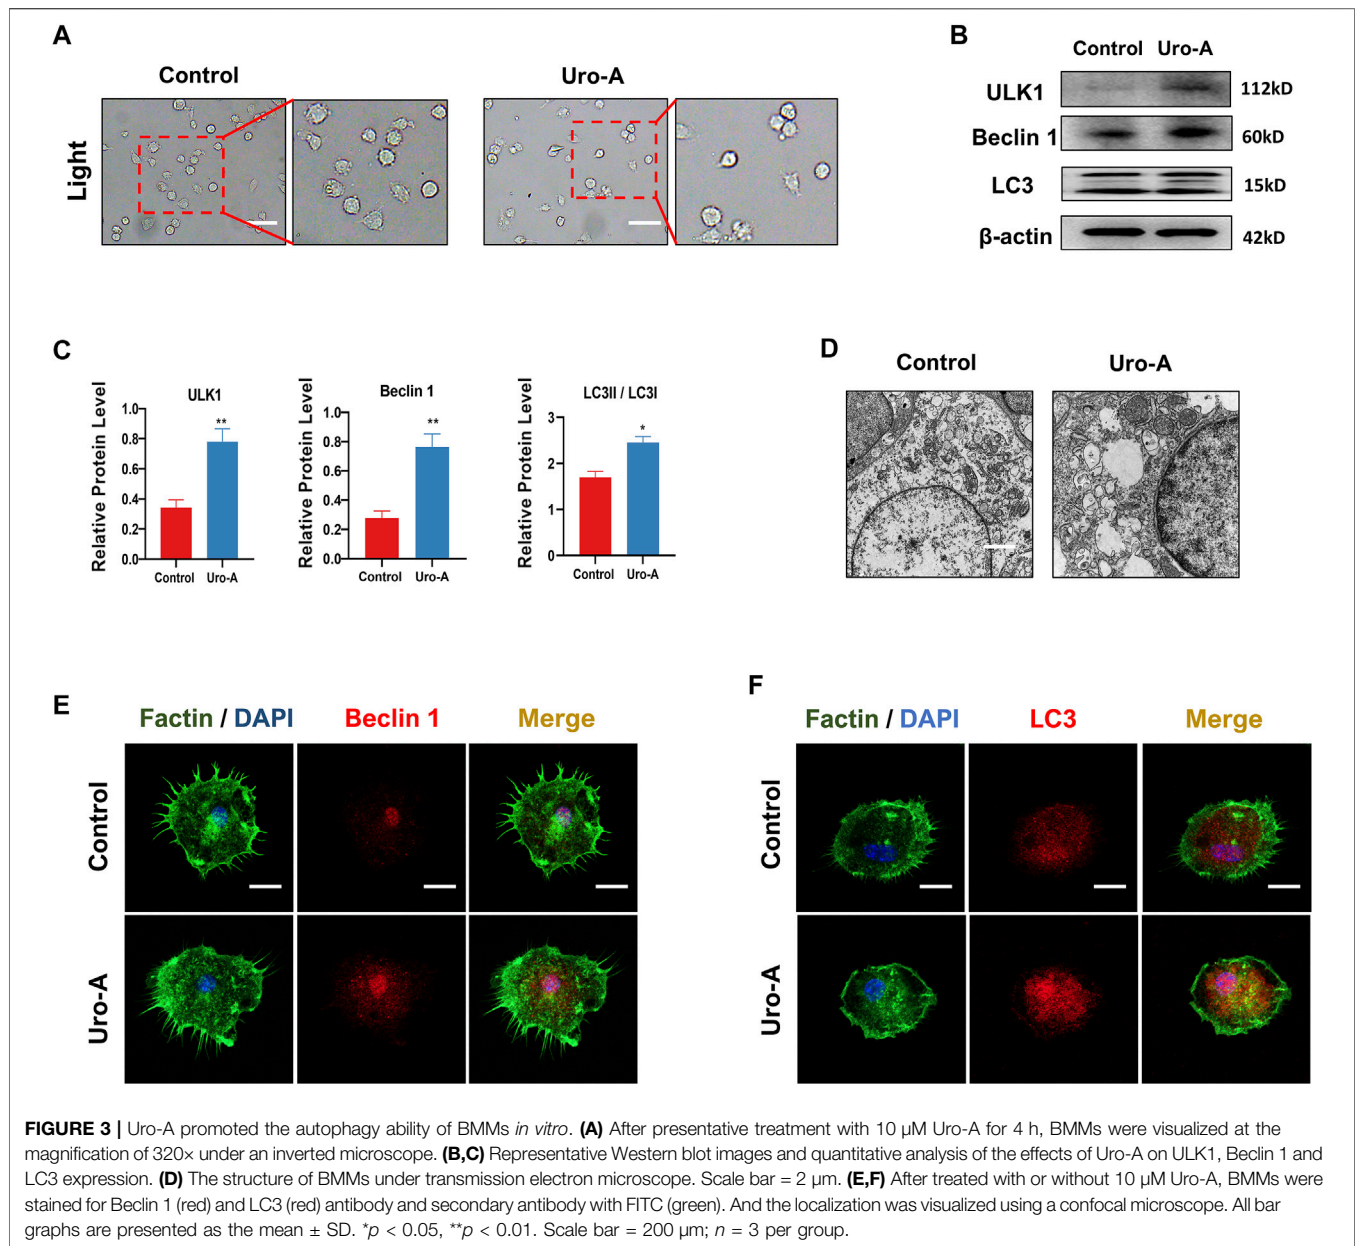 A
Control
Uro-A
Light
B
Control Uro-A
ULK1 112kD
Beclin 1 60kD
LC3 15kD
β-actin 42kD
C
Relative Protein Level
ULK1
1.0
0.8
0.6
0.4
0.2
0.0
**
Control Uro-A
Relative Protein Level
Beclin 1
1.0
0.8
0.6
0.4
0.2
0.0
**
Control Uro-A
Relative Protein Level
LC3II / LC3I
3
2
1
0
*
Control Uro-A
D
Control
Uro-A
E
Factin / DAPI Beclin 1 Merge
Control
Uro-A
F
Factin / DAPI LC3 Merge
Control
Uro-A
FIGURE 3 | Uro-A promoted the autophagy ability of BMMs in vitro. (A) After presentative treatment with 10 µM Uro-A for 4 h, BMMs were visualized at the
magnification of 320× under an inverted microscope. (B,C) Representative Western blot images and quantitative analysis of the effects of Uro-A on ULK1, Beclin 1 and
LC3 expression. (D) The structure of BMMs under transmission electron microscope. Scale bar = 2 µm. (E,F) After treated with or without 10 µM Uro-A, BMMs were
stained for Beclin 1 (red) and LC3 (red) antibody and secondary antibody with FITC (green). And the localization was visualized using a confocal microscope. All bar
graphs are presented as the mean ± SD. *p < 0.05, **p < 0.01. Scale bar = 200 µm; n = 3 per group.